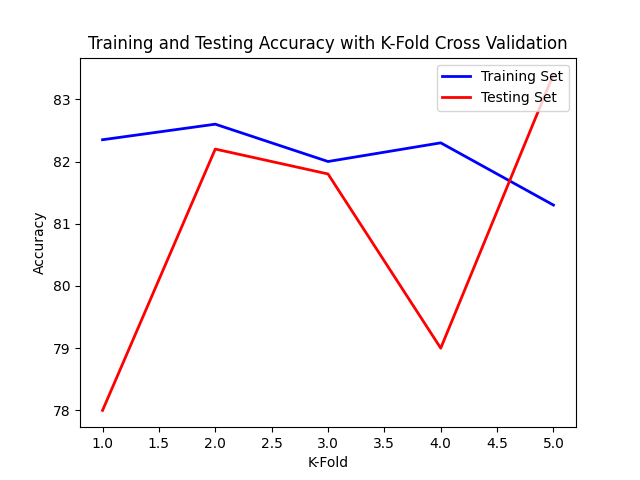 Training and Testing Accuracy with K-Fold Cross Validation
Training Set
Testing Set
83
82
81
80
79
78
Accuracy
1.0 1.5 2.0 2.5 3.0 3.5 4.0 4.5 5.0
K-Fold